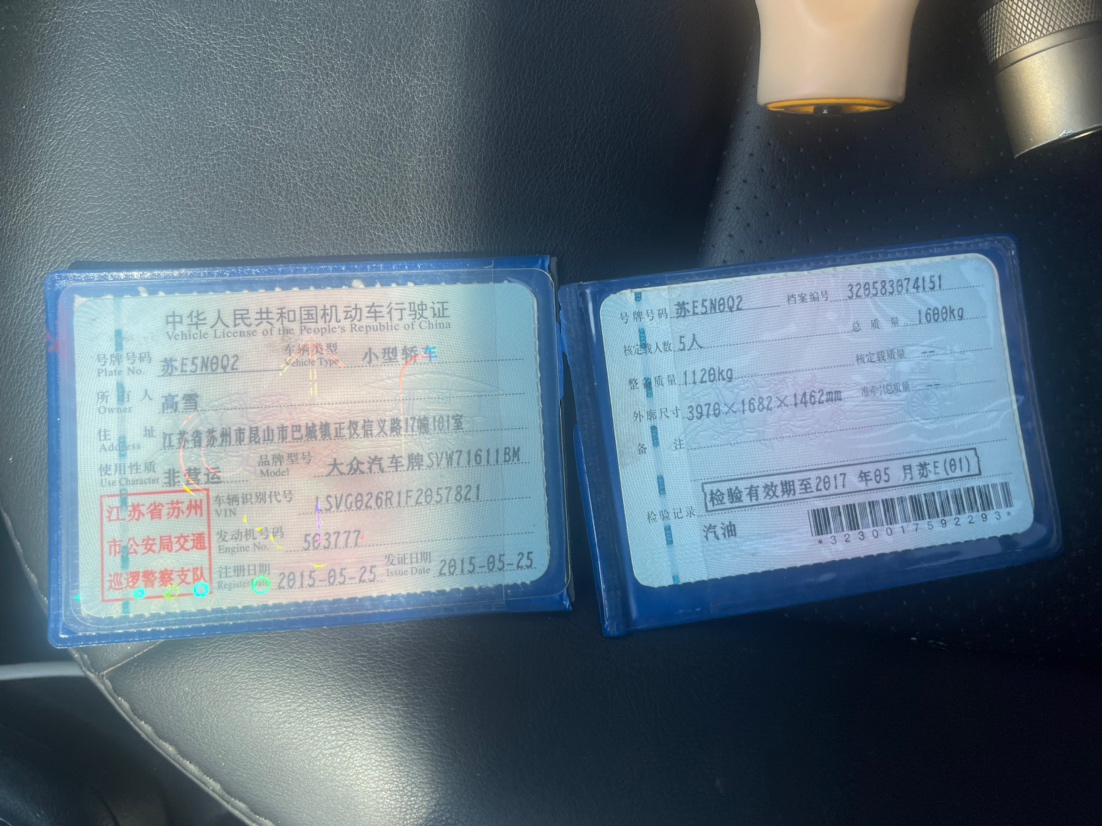 中华人民共和国机动车行驶证
Vehicle License of the People's Republic of China
号牌号码 苏E5N0Q2 车辆类型 小型轿车
Plate No. Vehicle Type
所有人 高雪
Owner
住址 江苏省苏州市昆山市巴城镇正仪信义路17幢101室
Address
使用性质 非营运 品牌型号 大众汽车牌SVW71611BM
Use Character Model
江苏省苏州
市公安局交通
巡逻警察支队
车辆识别代号 LSVG026R1F2057821
VIN
发动机号码 563777
Engine No.
注册日期 2015-05-25 发证日期 2015-05-25
Register Date Issue Date
号牌号码 苏E5N0Q2 档案编号 320583074151
核定载人数 5人 总质量 1600kg
整备质量 1120kg 核定载质量 --
外廓尺寸 3970×1682×1462mm 准牵引总质量 --
备注
检验有效期至2017 年05 月苏E(01)
检验记录
汽油
*3230017592293*